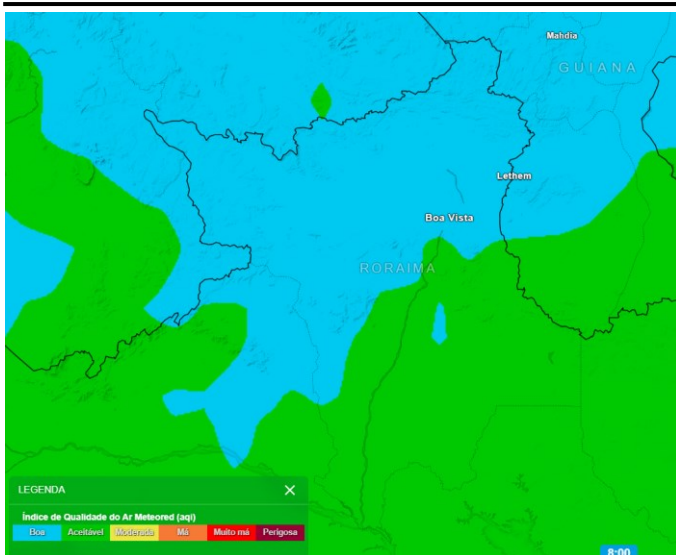 Mahdia
GUIANA
Lethem
Boa Vista
RORAIMA
LEGENDA
Índice de Qualidade do Ar Meteored (aqi)
Boa Aceitável Moderada Má Muito má Perigosa
8:00